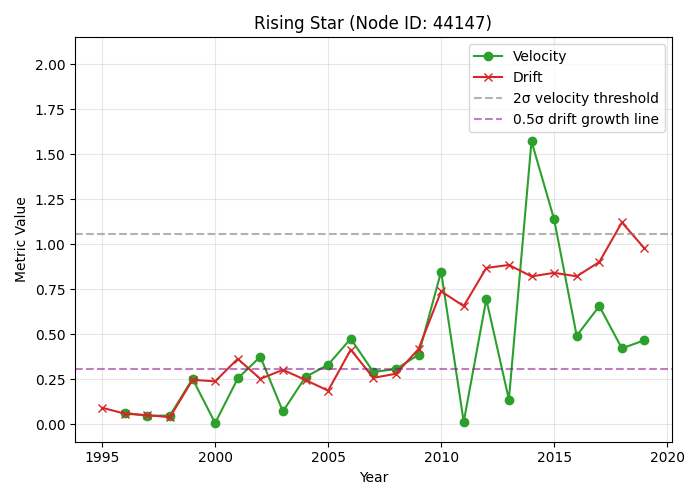 Rising Star (Node ID: 44147)
Velocity
Drift
2σ velocity threshold
0.5σ drift growth line
Metric Value
2.00
1.75
1.50
1.25
1.00
0.75
0.50
0.25
0.00
1995
2000
2005
2010
2015
2020
Year